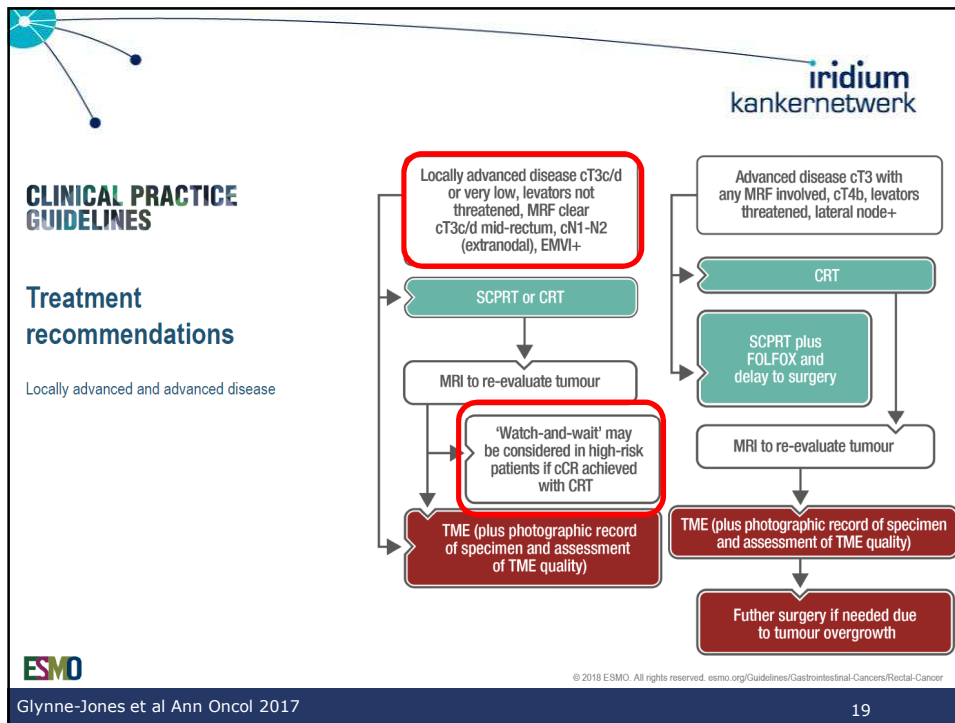 iridium
kankernetwerk
CLINICAL PRACTICE
GUIDELINES
Treatment
recommendations
Locally advanced and advanced disease
Locally advanced disease cT3c/d
or very low, levators not
threatened, MRF clear
cT3c/d mid-rectum, cN1-N2
(extranodal), EMVI+
SCPRT or CRT
MRI to re-evaluate tumour
'Watch-and-wait' may
be considered in high-risk
patients if cCR achieved
with CRT
TME (plus photographic record
of specimen and assessment
of TME quality)
Advanced disease cT3 with
any MRF involved, cT4b, levators
threatened, lateral node+
CRT
SCPRT plus
FOLFOX and
delay to surgery
MRI to re-evaluate tumour
TME (plus photographic record of specimen
and assessment of TME quality)
Futher surgery if needed due
to tumour overgrowth
ESMO
© 2018 ESMO. All rights reserved. esmo.org/Guidelines/Gastrointestinal-Cancers/Rectal-Cancer
Glynne-Jones et al Ann Oncol 2017
19